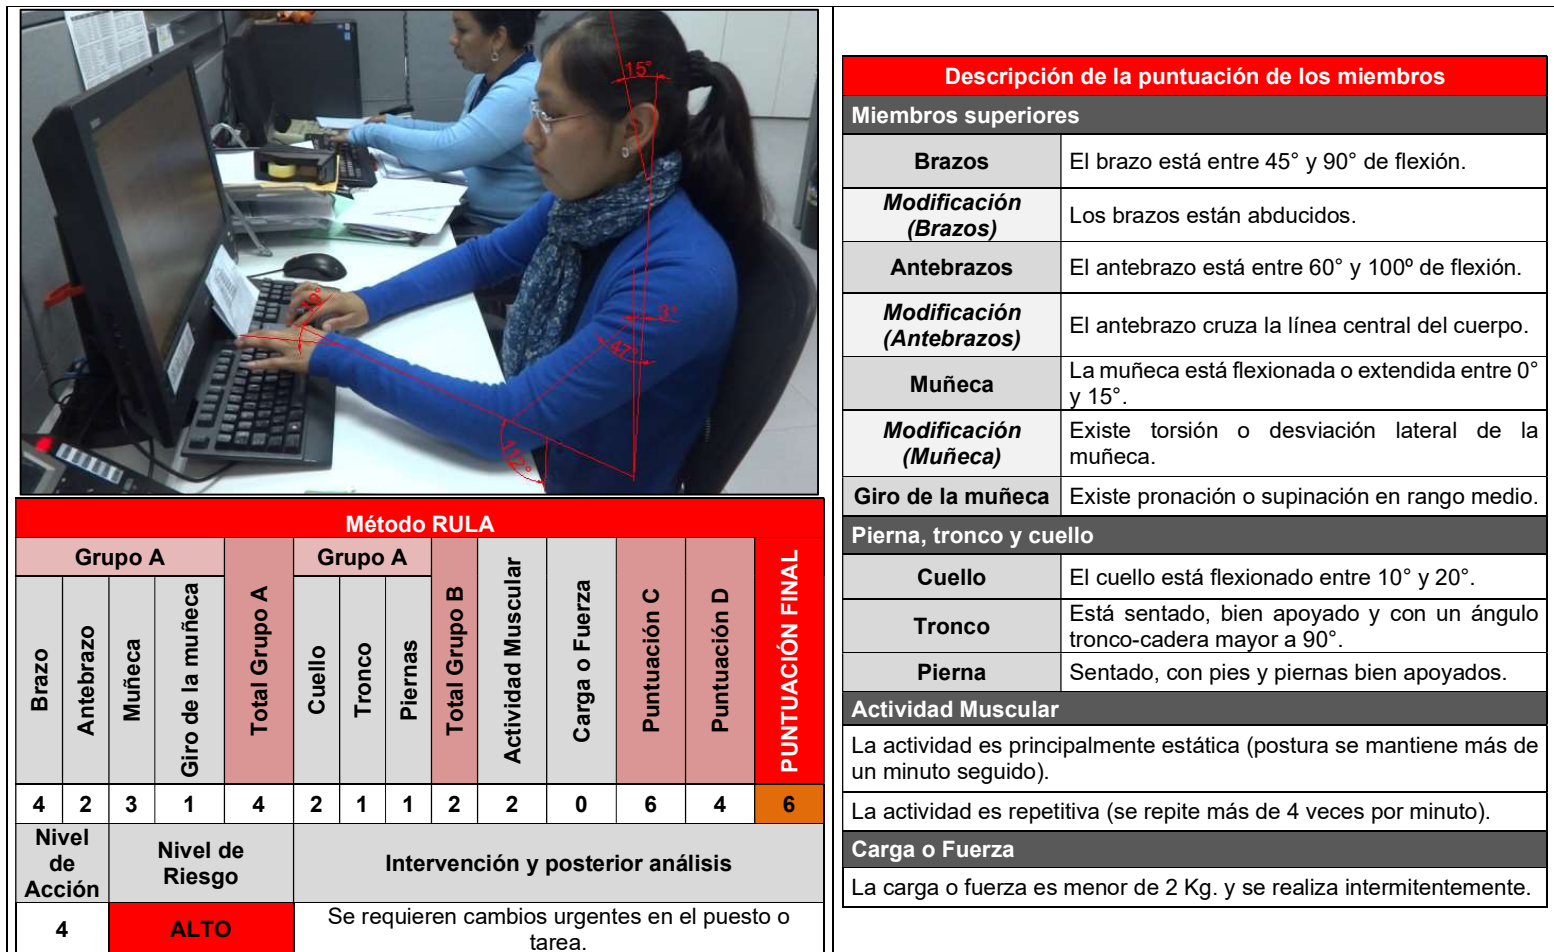 15°
3°
47°
19°
112°
Método RULA
Grupo A
Grupo A
Brazo
Antebrazo
Muñeca
Giro de la muñeca
Total Grupo A
Cuello
Tronco
Piernas
Total Grupo B
Actividad Muscular
Carga o Fuerza
Puntuación C
Puntuación D
PUNTUACIÓN FINAL
4 2 3 1 4 2 1 1 2 2 0 6 4 6
Nivel
de
Acción
Nivel de
Riesgo
Intervención y posterior análisis
4
ALTO
Se requieren cambios urgentes en el puesto o
tarea.
Descripción de la puntuación de los miembros
Miembros superiores
Brazos
El brazo está entre 45° y 90° de flexión.
Modificación
(Brazos)
Los brazos están abducidos.
Antebrazos
El antebrazo está entre 60° y 100º de flexión.
Modificación
(Antebrazos)
El antebrazo cruza la línea central del cuerpo.
Muñeca
La muñeca está flexionada o extendida entre 0°
y 15°.
Modificación
(Muñeca)
Existe torsión o desviación lateral de la
muñeca.
Giro de la muñeca
Existe pronación o supinación en rango medio.
Pierna, tronco y cuello
Cuello
El cuello está flexionado entre 10° y 20°.
Tronco
Está sentado, bien apoyado y con un ángulo
tronco-cadera mayor a 90°.
Pierna
Sentado, con pies y piernas bien apoyados.
Actividad Muscular
La actividad es principalmente estática (postura se mantiene más de
un minuto seguido).
La actividad es repetitiva (se repite más de 4 veces por minuto).
Carga o Fuerza
La carga o fuerza es menor de 2 Kg. y se realiza intermitentemente.